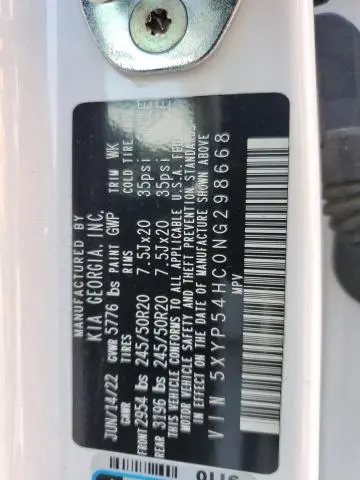 MANUFACTURED BY
KIA GEORGIA, INC.
JUN/14/22 GVWR 5776 lbs PAINT GWP TRIM WK
GAWR TIRES RIMS COLD TIRE
FRONT 2954 lbs 245/50R20 7.5Jx20 35psi
REAR 3196 lbs 245/50R20 7.5Jx20 35psi
THIS VEHICLE CONFORMS TO ALL APPLICABLE U.S.A. FED
MOTOR VEHICLE SAFETY AND THEFT PREVENTION STANDARDS
IN EFFECT ON THE DATE OF MANUFACTURE SHOWN ABOVE
VIN 5XYP54HC0NG298668
MPV